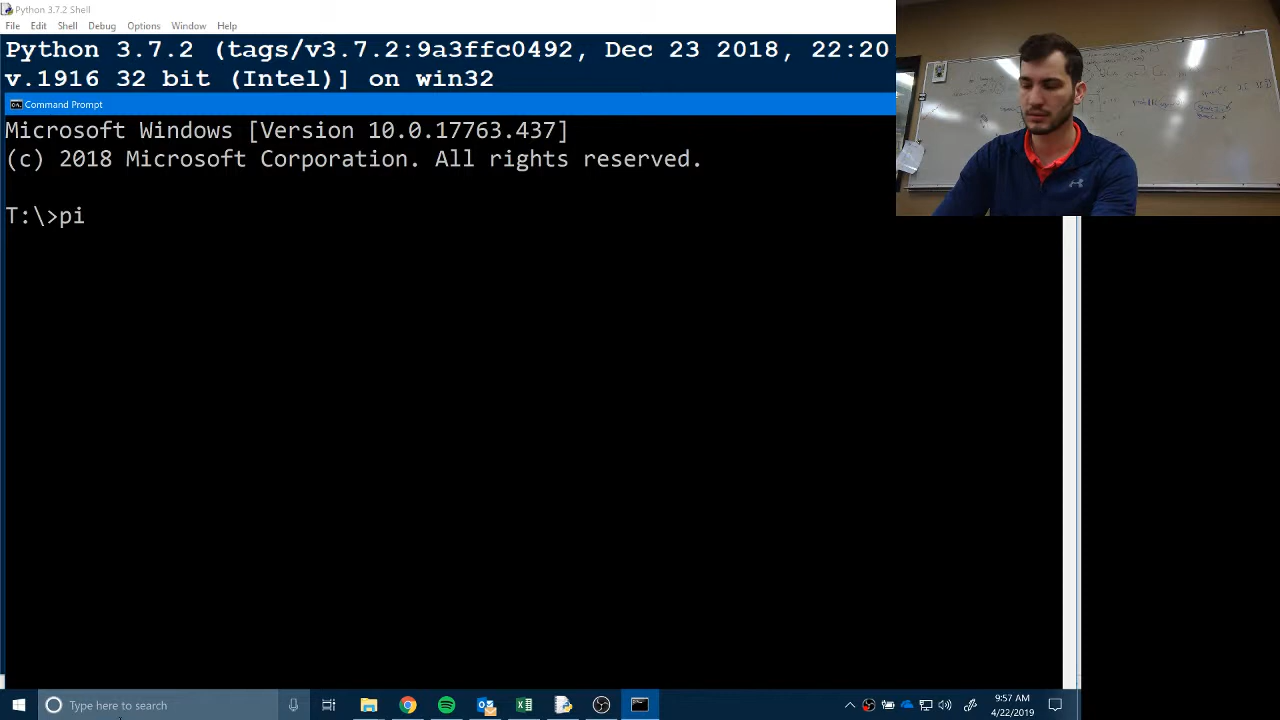 Python 3.7.2 Shell
File Edit Shell Debug Options Window Help
Python 3.7.2 (tags/v3.7.2:9a3ffc0492, Dec 23 2018, 22:20
v.1916 32 bit (Intel)] on win32
Command Prompt
Microsoft Windows [Version 10.0.17763.437]
(c) 2018 Microsoft Corporation. All rights reserved.
T:\>pi
Type here to search
9:57 AM
4/22/2019